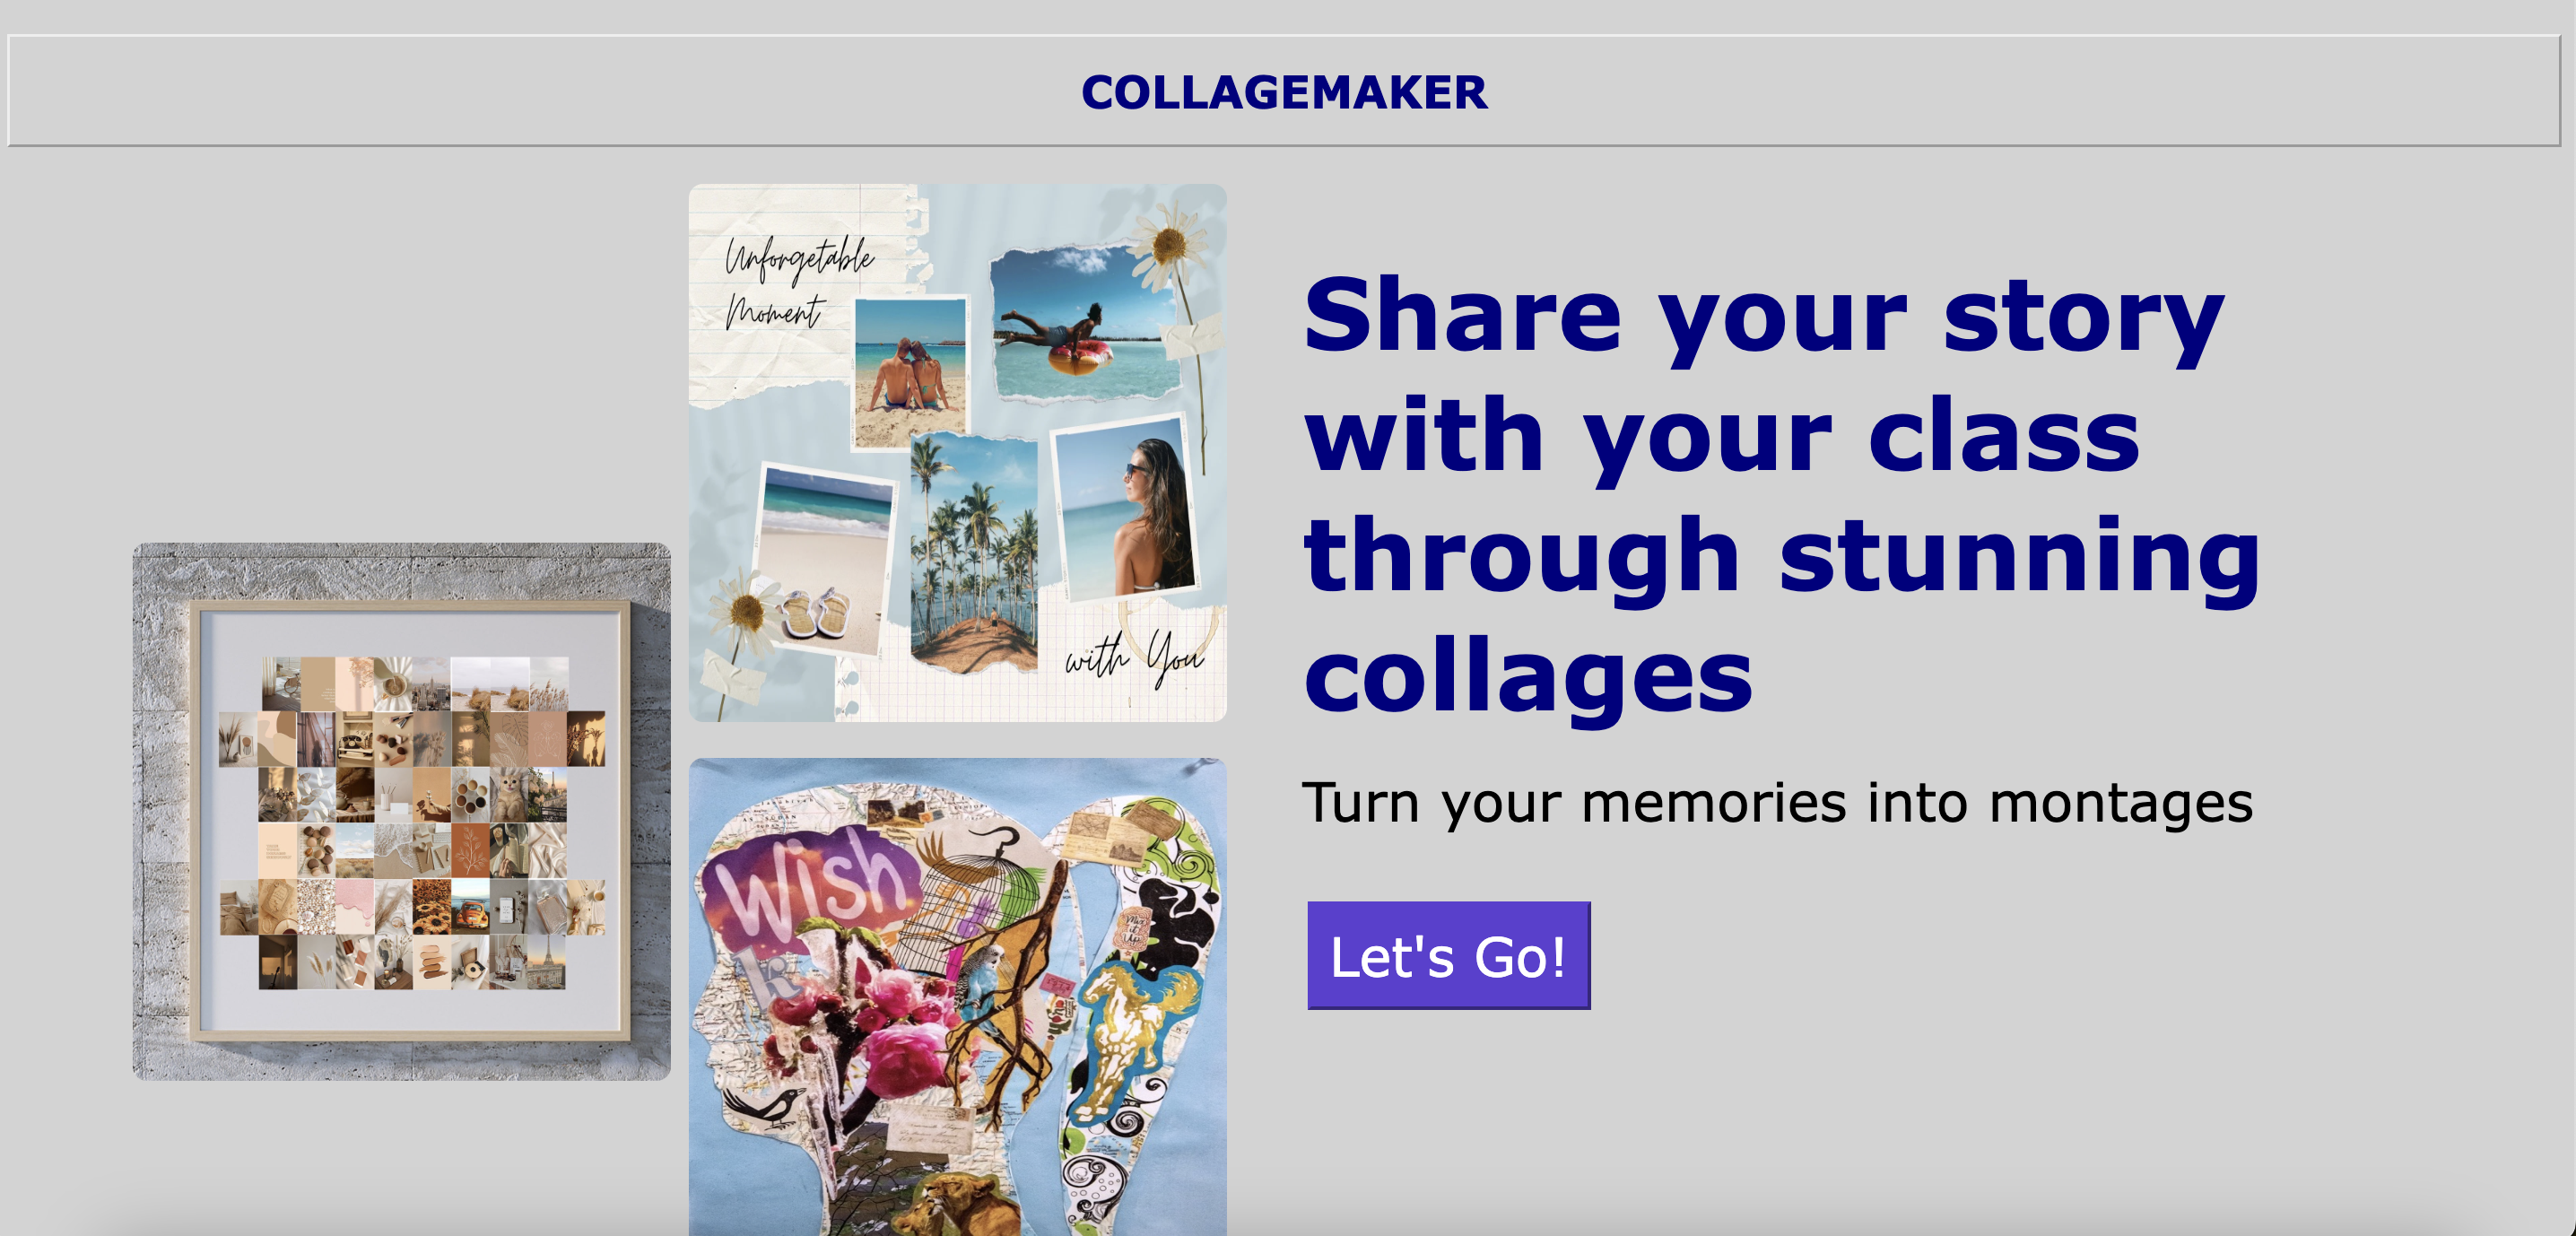 COLLAGEMAKER
Unforgetable
Moment
with You
Wish
k
Share your story
with your class
through stunning
collages
Turn your memories into montages
Let's Go!